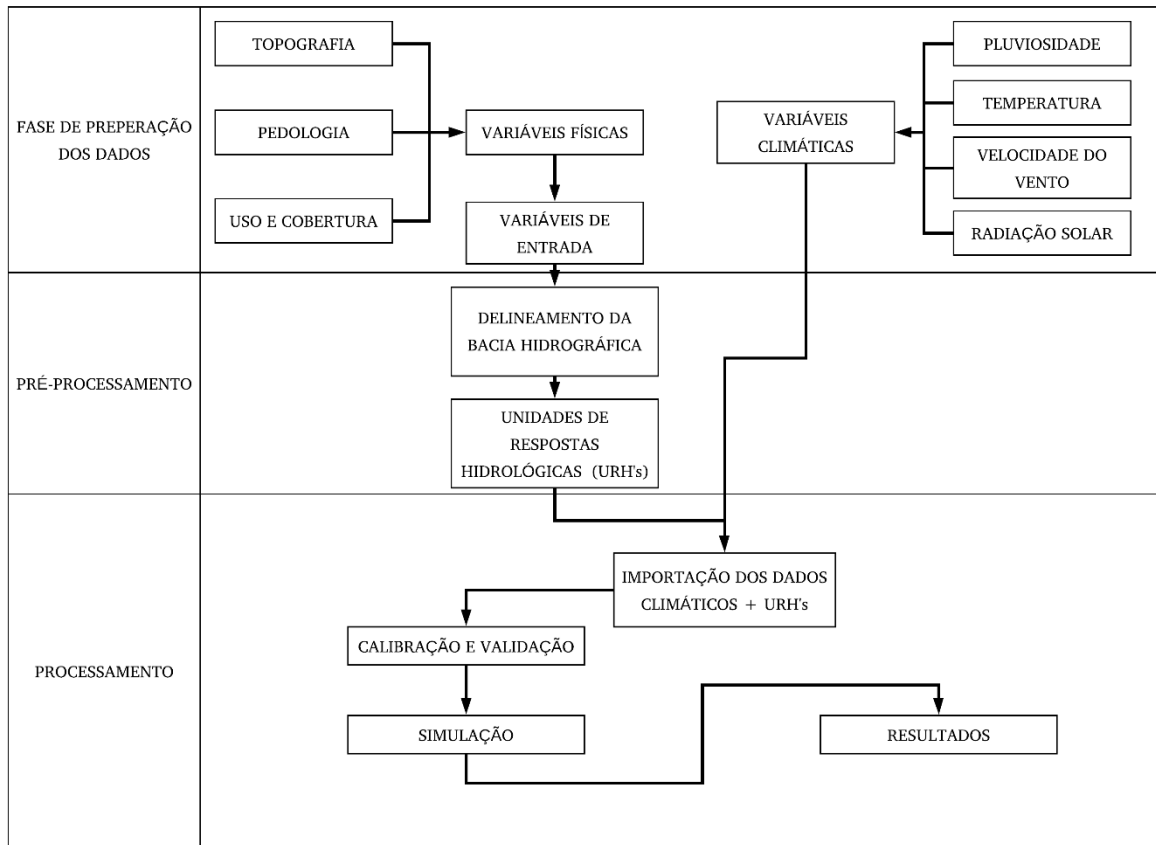 FASE DE PREPERAÇÃO
DOS DADOS
TOPOGRAFIA
PEDOLOGIA
USO E COBERTURA
VARIÁVEIS FÍSICAS
VARIÁVEIS DE
ENTRADA
VARIÁVEIS
CLIMÁTICAS
PLUVIOSIDADE
TEMPERATURA
VELOCIDADE DO
VENTO
RADIAÇÃO SOLAR
PRÉ-PROCESSAMENTO
DELINEAMENTO DA
BACIA HIDROGRÁFICA
UNIDADES DE
RESPOSTAS
HIDROLÓGICAS (URH's)
PROCESSAMENTO
IMPORTAÇÃO DOS DADOS
CLIMÁTICOS + URH's
CALIBRAÇÃO E VALIDAÇÃO
SIMULAÇÃO
RESULTADOS